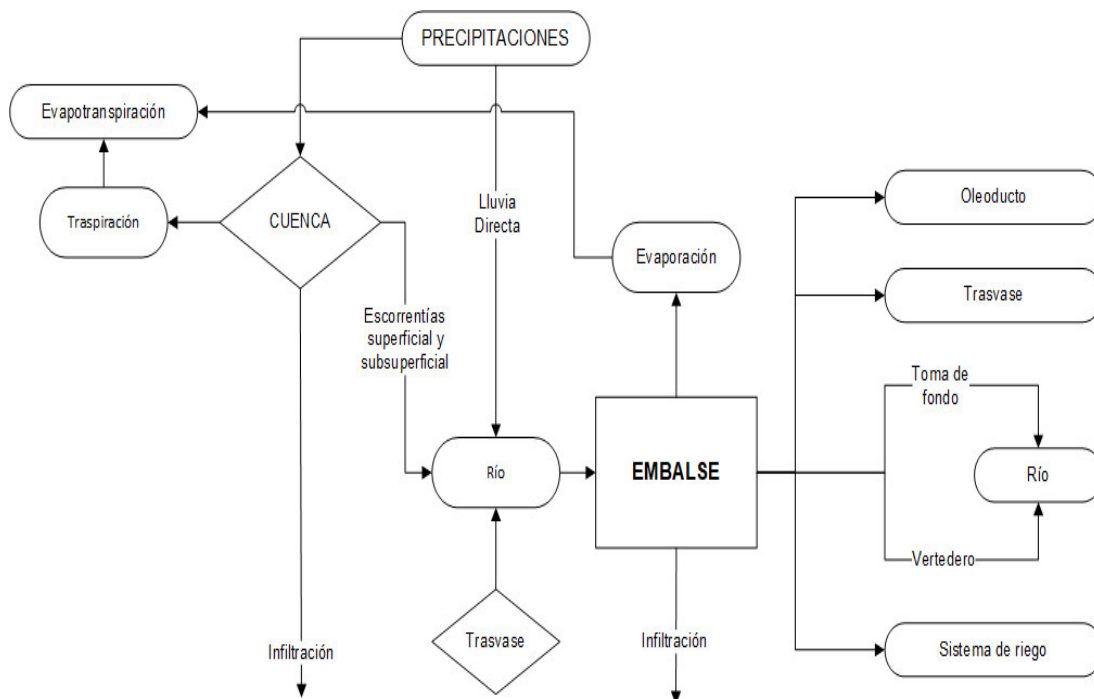 PRECIPITACIONES
Evapotranspiración
Traspiración
CUENCA
Lluvia
Directa
Evaporación
Oleoducto
Trasvase
Escorrentías
superficial y
subsuperficial
Toma de
fondo
Río
EMBALSE
Río
Vertedero
Infiltración
Trasvase
Infiltración
Sistema de riego